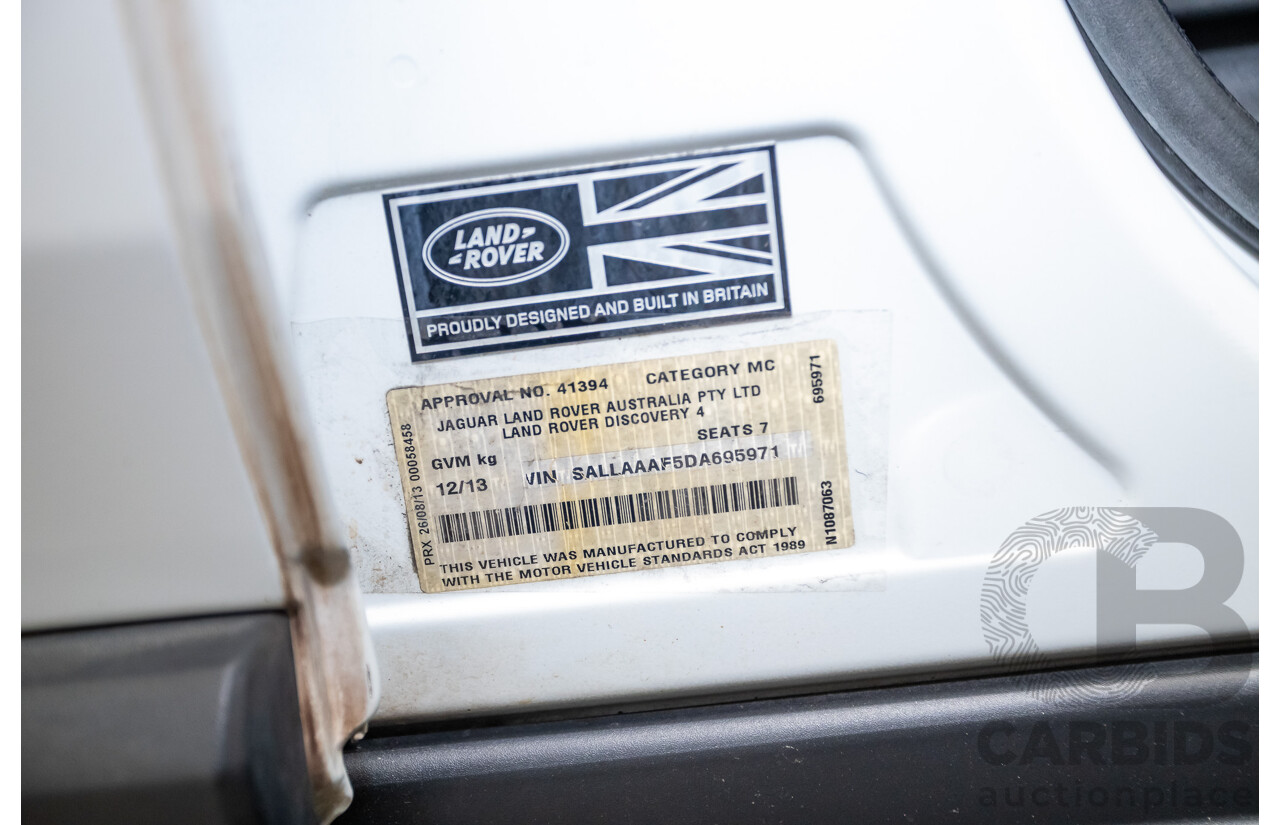 LAND
ROVER
PROUDLY DESIGNED AND BUILT IN BRITAIN
APPROVAL NO. 41394 CATEGORY MC
JAGUAR LAND ROVER AUSTRALIA PTY LTD
LAND ROVER DISCOVERY 4
SEATS 7
GVM kg
VIN SALLAAAF5DA695971
12/13
THIS VEHICLE WAS MANUFACTURED TO COMPLY
WITH THE MOTOR VEHICLE STANDARDS ACT 1989
PRX 26/08/13 00058458
695971
N1087063
CB
CARBIDS
auctionplace